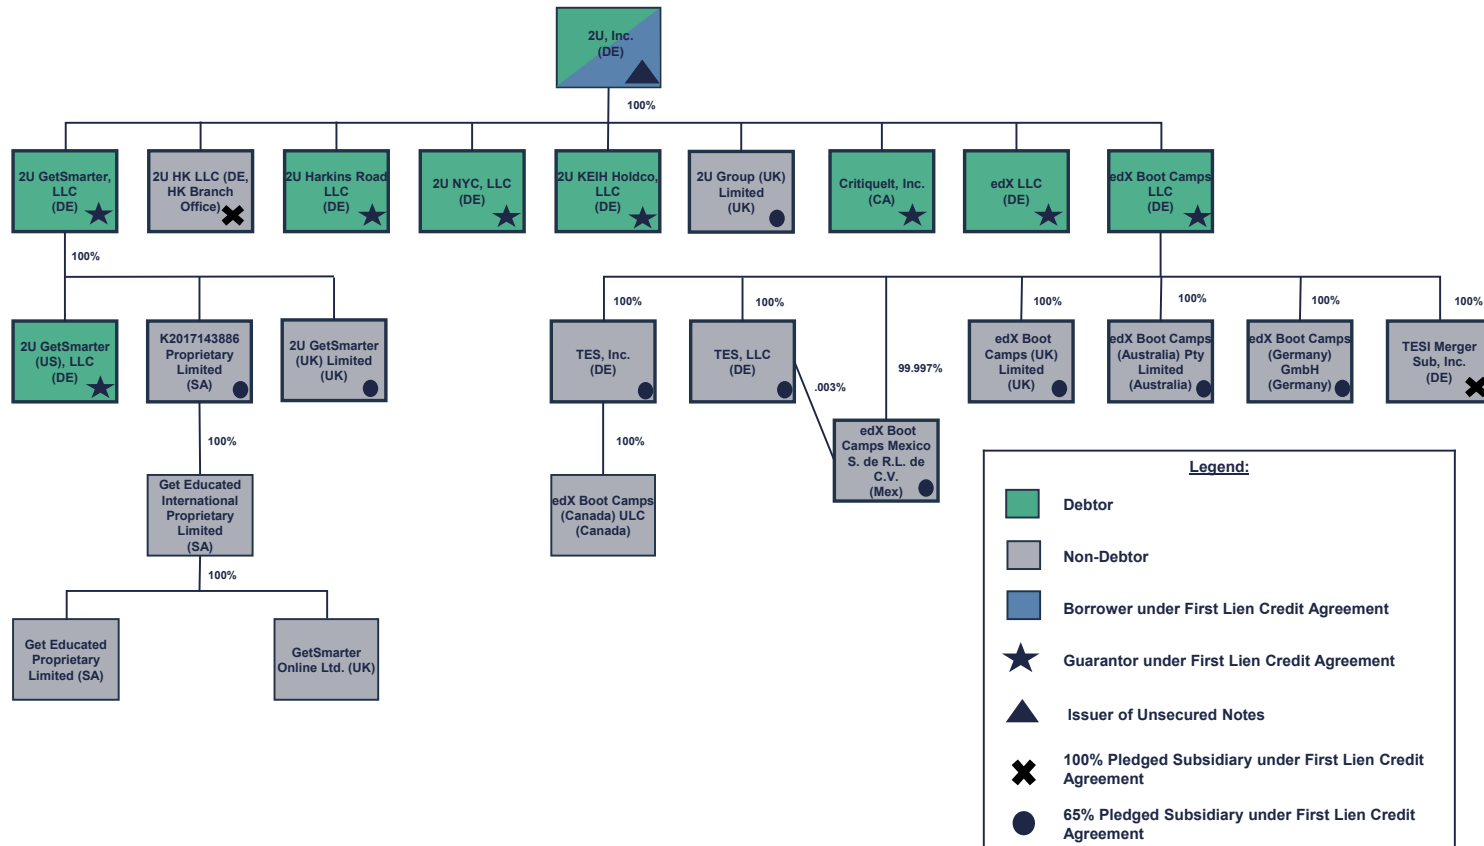 2U, Inc.
(DE)
100%
2U GetSmarter,
LLC
(DE)
2U HK LLC (DE,
HK Branch
Office)
2U Harkins Road
LLC
(DE)
2U NYC, LLC
(DE)
2U KEIH Holdco,
LLC
(DE)
2U Group (UK)
Limited
(UK)
CritiqueIt, Inc.
(CA)
edX LLC
(DE)
edX Boot Camps
LLC
(DE)
100%
100%
100%
99.997%
100%
100%
100%
100%
2U GetSmarter
(US), LLC
(DE)
K2017143886
Proprietary
Limited
(SA)
2U GetSmarter
(UK) Limited
(UK)
TES, Inc.
(DE)
TES, LLC
(DE)
.003%
edX Boot
Camps Mexico
S. de R.L. de
C.V.
(Mex)
edX Boot
Camps (UK)
Limited
(UK)
edX Boot Camps
(Australia) Pty
Limited
(Australia)
edX Boot Camps
(Germany)
GmbH
(Germany)
TESI Merger
Sub, Inc.
(DE)
100%
100%
Get Educated
International
Proprietary
Limited
(SA)
edX Boot Camps
(Canada) ULC
(Canada)
100%
Get Educated
Proprietary
Limited (SA)
GetSmarter
Online Ltd. (UK)
Legend:
Debtor
Non-Debtor
Borrower under First Lien Credit Agreement
Guarantor under First Lien Credit Agreement
Issuer of Unsecured Notes
100% Pledged Subsidiary under First Lien Credit
Agreement
65% Pledged Subsidiary under First Lien Credit
Agreement